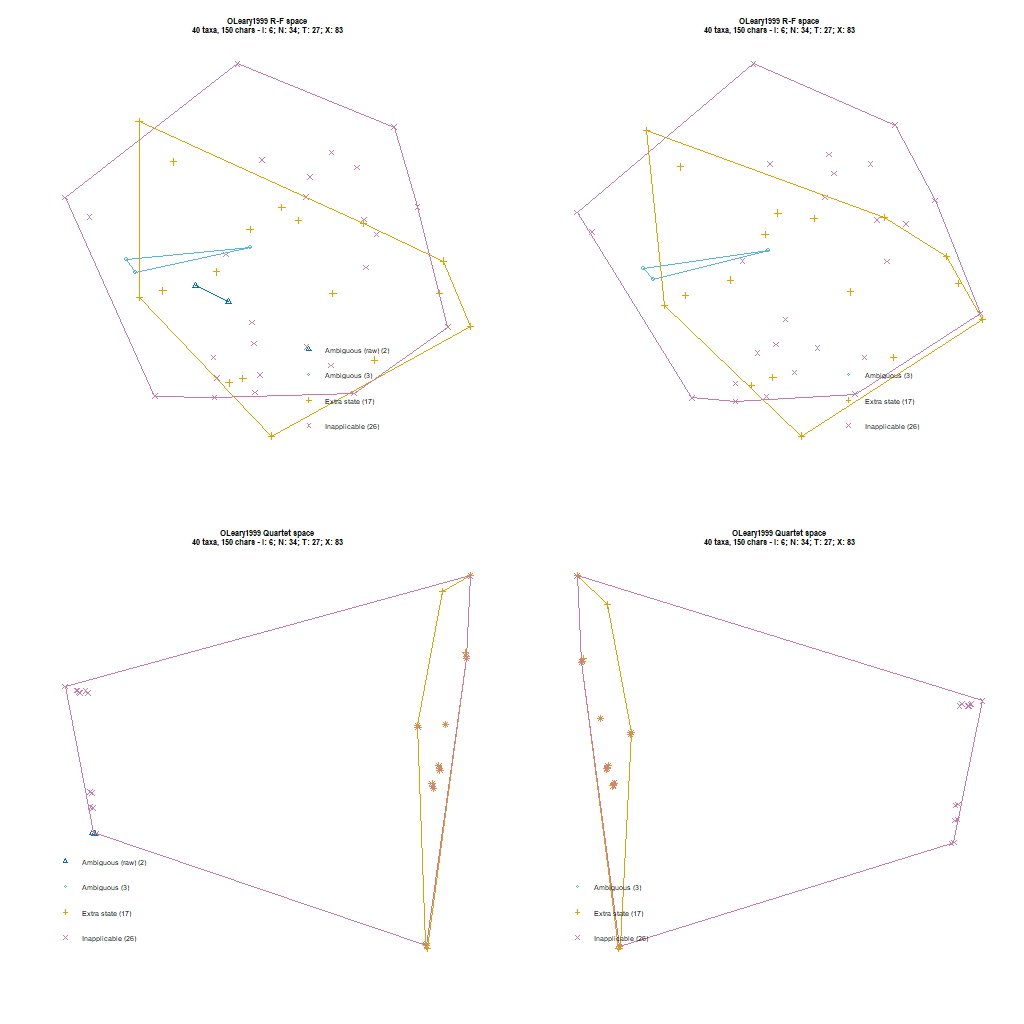 OLeary1999 R-F space
40 taxa, 150 chars - I: 6; N: 34; T: 27; X: 83
Ambiguous (raw) (2)
Ambiguous (3)
Extra state (17)
Inapplicable (26)
OLeary1999 R-F space
40 taxa, 150 chars - I: 6; N: 34; T: 27; X: 83
Ambiguous (3)
Extra state (17)
Inapplicable (26)
OLeary1999 Quartet space
40 taxa, 150 chars - I: 6; N: 34; T: 27; X: 83
Ambiguous (raw) (2)
Ambiguous (3)
Extra state (17)
Inapplicable (26)
OLeary1999 Quartet space
40 taxa, 150 chars - I: 6; N: 34; T: 27; X: 83
Ambiguous (3)
Extra state (17)
Inapplicable (26)